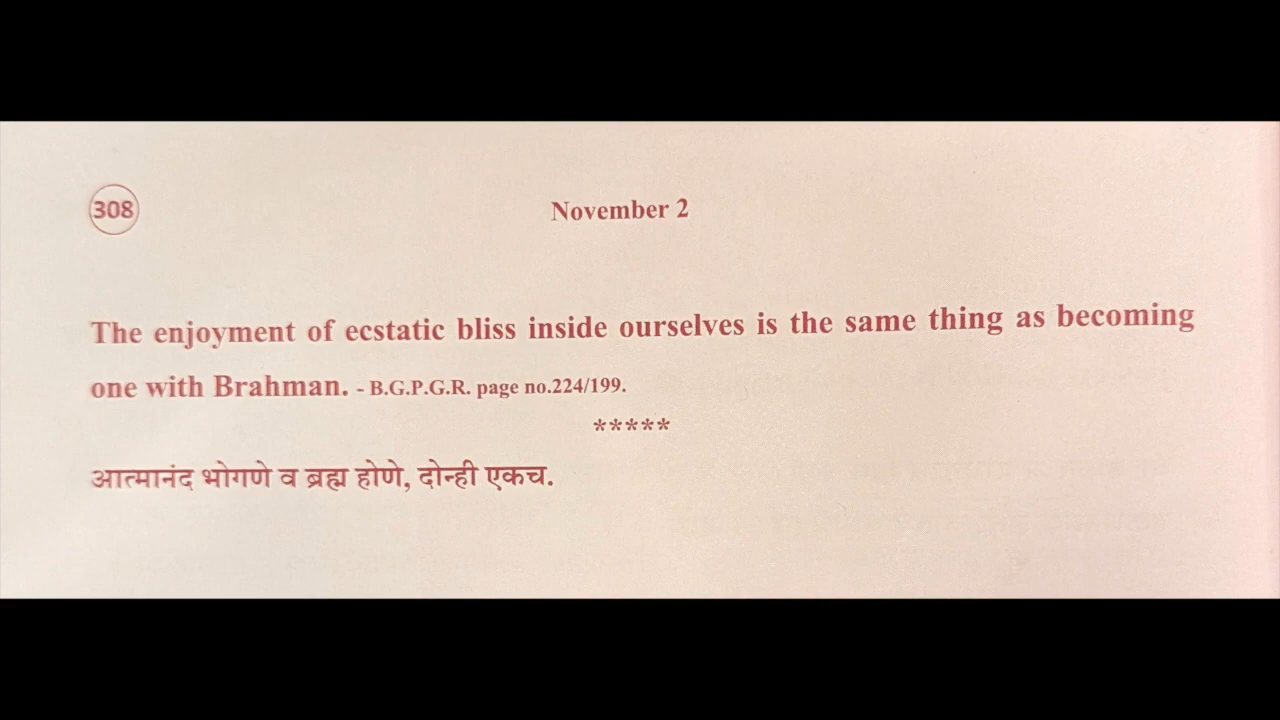 308
November 2
The enjoyment of ecstatic bliss inside ourselves is the same thing as becoming
one with Brahman. - B.G.P.G.R. page no.224/199.
*****
आत्मानंद भोगणे व ब्रह्म होणे, दोन्ही एकच.